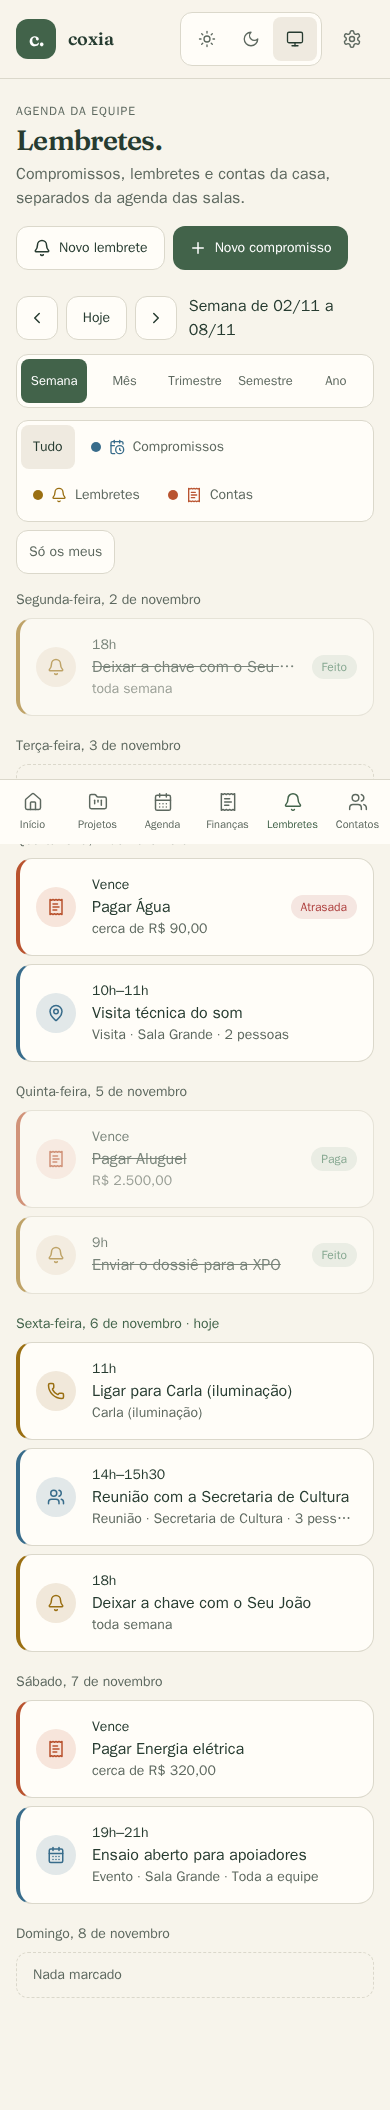 c. coxia
AGENDA DA EQUIPE
Lembretes.
Compromissos, lembretes e contas da casa,
separados da agenda das salas.
Novo lembrete
Novo compromisso
Hoje
Semana de 02/11 a
08/11
Semana Mês Trimestre Semestre Ano
Tudo Compromissos
Lembretes Contas
Só os meus
Segunda-feira, 2 de novembro
18h
Deixar a chave com o Seu ···
Feito
toda semana
Terça-feira, 3 de novembro
Início Projetos Agenda Finanças Lembretes Contatos
Vence
Pagar Água
Atrasada
cerca de R$ 90,00
10h–11h
Visita técnica do som
Visita · Sala Grande · 2 pessoas
Quinta-feira, 5 de novembro
Vence
Pagar Aluguel
Paga
R$ 2.500,00
9h
Enviar o dossiê para a XPO
Feito
Sexta-feira, 6 de novembro · hoje
11h
Ligar para Carla (iluminação)
Carla (iluminação)
14h–15h30
Reunião com a Secretaria de Cultura
Reunião · Secretaria de Cultura · 3 pess···
18h
Deixar a chave com o Seu João
toda semana
Sábado, 7 de novembro
Vence
Pagar Energia elétrica
cerca de R$ 320,00
19h–21h
Ensaio aberto para apoiadores
Evento · Sala Grande · Toda a equipe
Domingo, 8 de novembro
Nada marcado